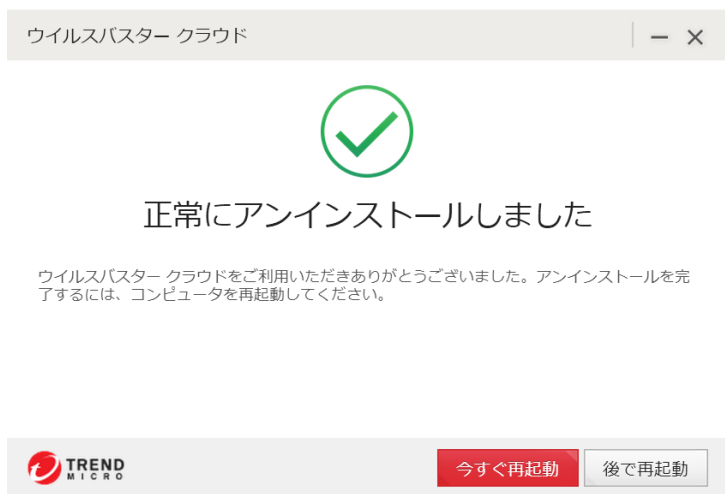 ウイルスバスター クラウド
正常にアンインストールしました
ウイルスバスター クラウドをご利用いただきありがとうございました。アンインストールを完
了するには、コンピュータを再起動してください。
TREND
MICRO
今すぐ再起動
後で再起動